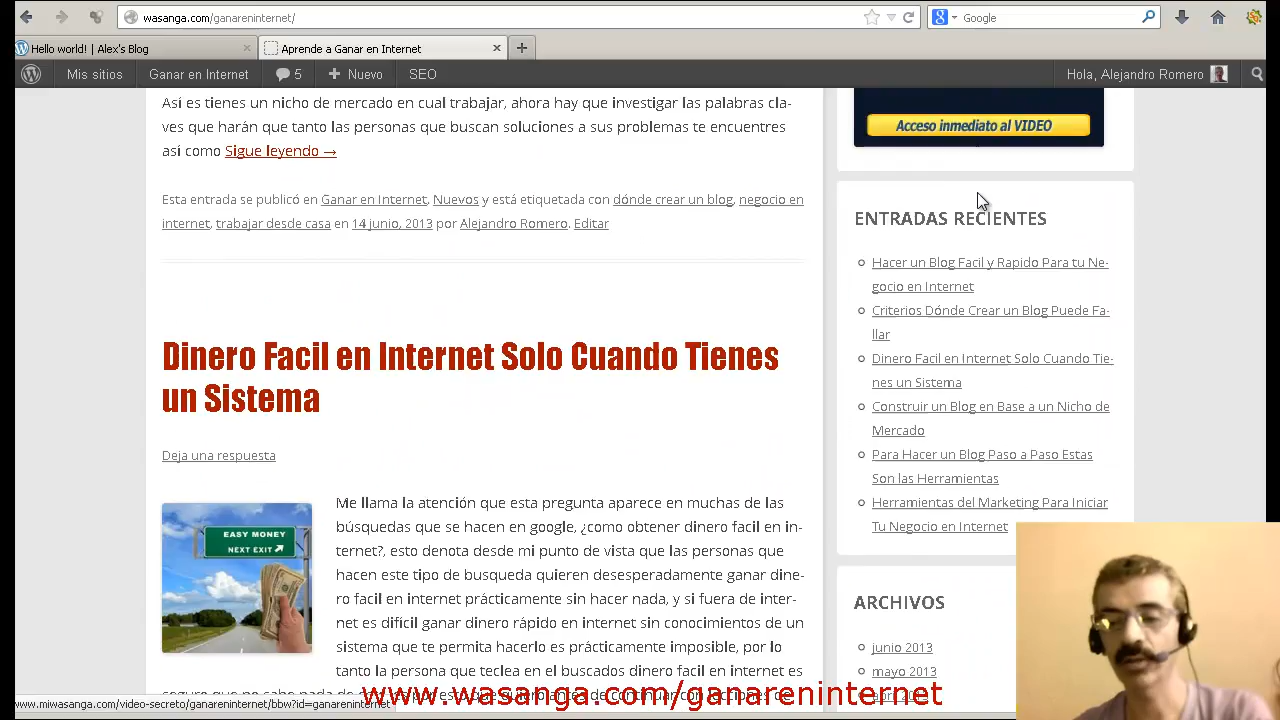 wasanga.com/ganareninternet/
Google
Hello world! | Alex's Blog
Aprende a Ganar en Internet
Mis sitios
Ganar en Internet
5
Nuevo
SEO
Hola, Alejandro Romero
Así es tienes un nicho de mercado en cual trabajar, ahora hay que investigar las palabras cla-
ves que harán que tanto las personas que buscan soluciones a sus problemas te encuentres
así como Sigue leyendo →
Esta entrada se publicó en Ganar en Internet, Nuevos y está etiquetada con dónde crear un blog, negocio en
internet, trabajar desde casa en 14 junio, 2013 por Alejandro Romero. Editar
Dinero Facil en Internet Solo Cuando Tienes
un Sistema
Deja una respuesta
EASY MONEY
NEXT EXIT
Me llama la atención que esta pregunta aparece en muchas de las
búsquedas que se hacen en google, ¿como obtener dinero facil en in-
ternet?, esto denota desde mi punto de vista que las personas que
hacen este tipo de busqueda quieren desesperadamente ganar dine-
ro facil en internet prácticamente sin hacer nada, y si fuera de inter-
net es difícil ganar dinero rápido en internet sin conocimientos de un
sistema que te permita hacerlo es prácticamente imposible, por lo
tanto la persona que teclea en el buscados dinero facil en internet es
Acceso inmediato al VIDEO
ENTRADAS RECIENTES
Hacer un Blog Facil y Rapido Para tu Ne-
gocio en Internet
Criterios Dónde Crear un Blog Puede Fa-
llar
Dinero Facil en Internet Solo Cuando Tie-
nes un Sistema
Construir un Blog en Base a un Nicho de
Mercado
Para Hacer un Blog Paso a Paso Estas
Son las Herramientas
Herramientas del Marketing Para Iniciar
Tu Negocio en Internet
ARCHIVOS
junio 2013
mayo 2013
www.wasanga.com/ganareninternet
www.miwasanga.com/video-secreto/ganareninternet/bbw?id=ganareninternet